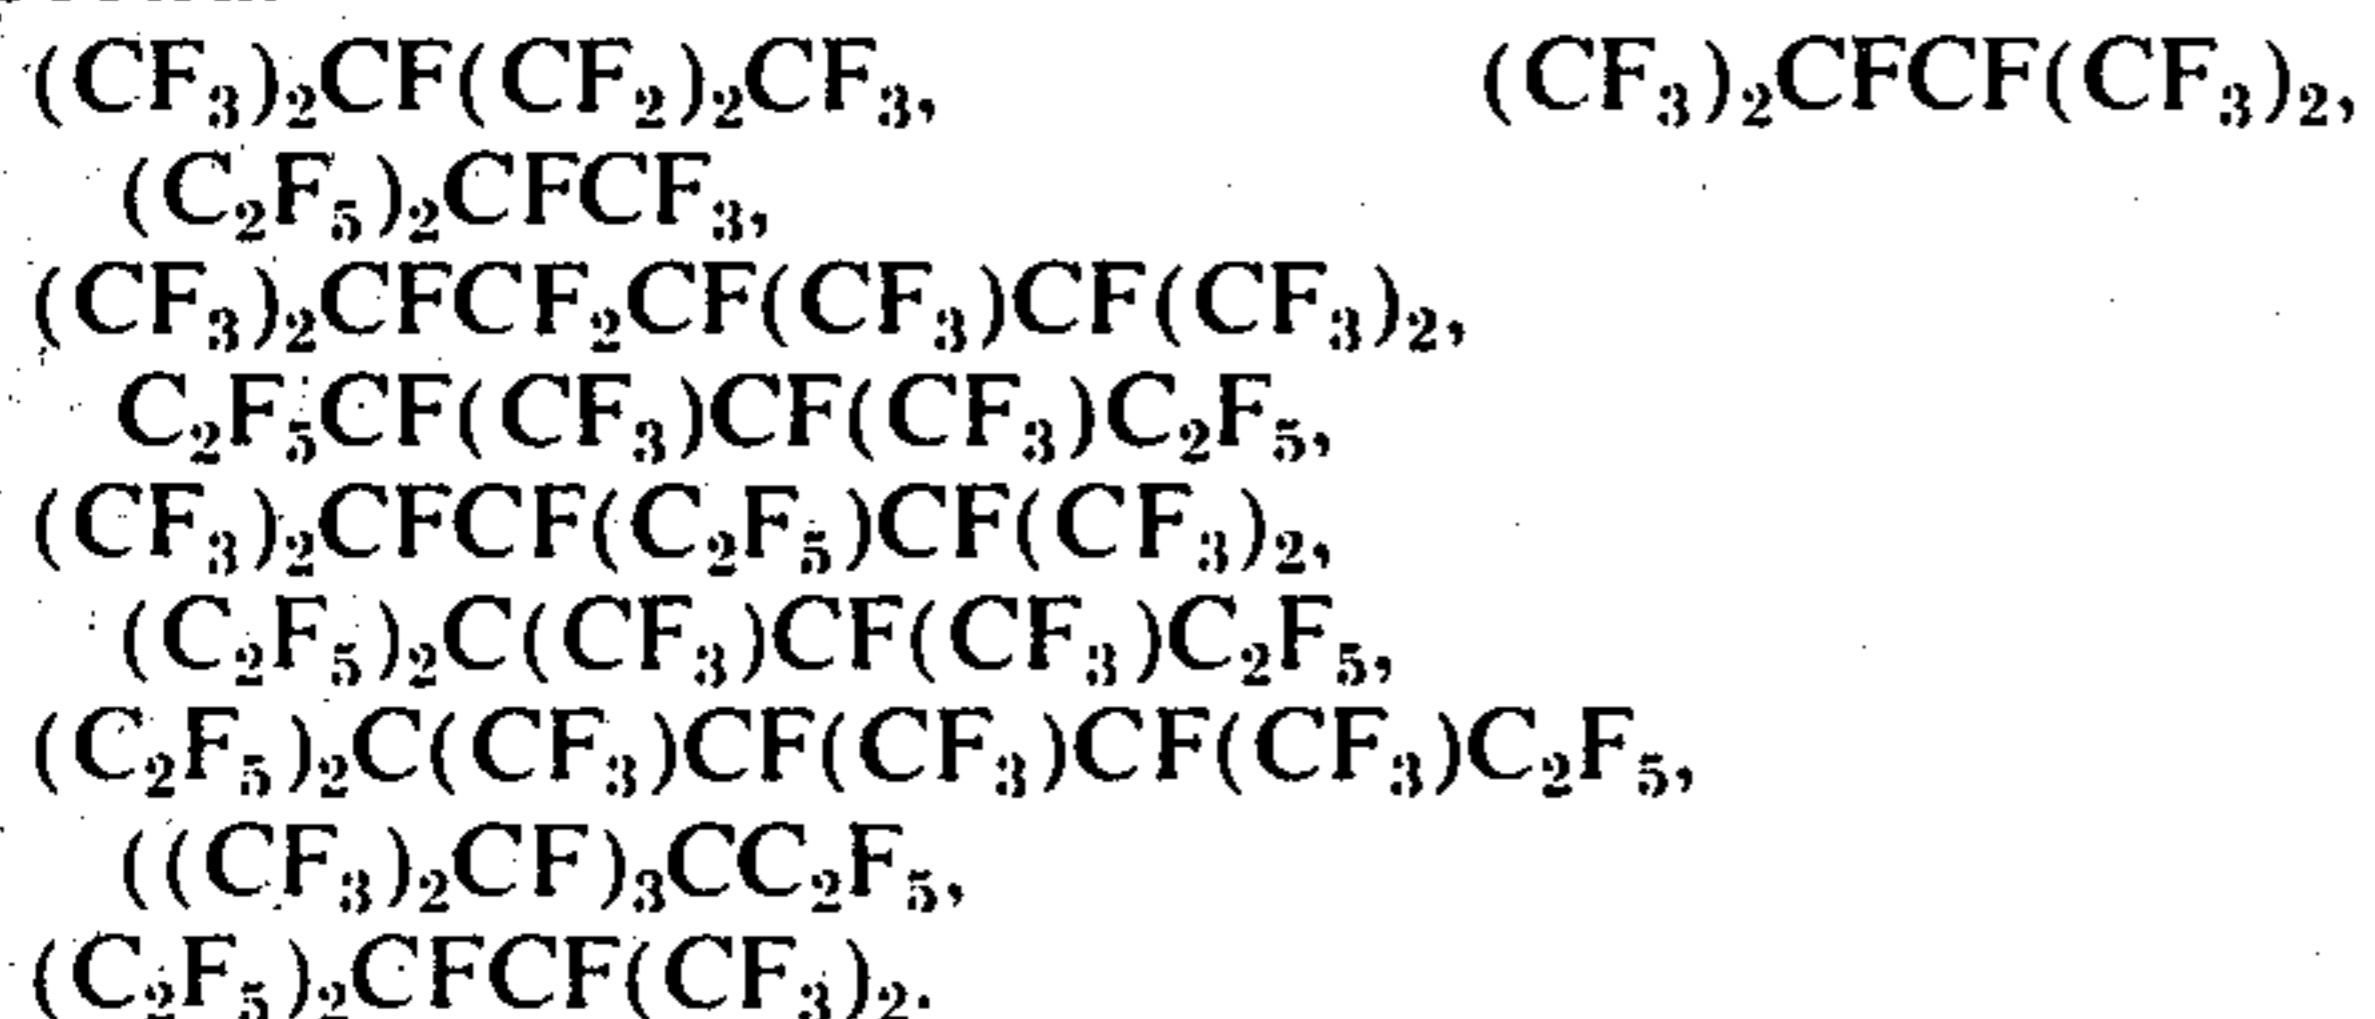 (CF₃)₂CF(CF₂)₂CF₃, (CF₃)₂CFCF(CF₃)₂,
(C₂F₅)₂CFCF₃,
(CF₃)₂CFCF₂CF(CF₃)CF(CF₃)₂,
C₂F₅CF(CF₃)CF(CF₃)C₂F₅,
(CF₃)₂CFCF(C₂F₅)CF(CF₃)₂,
(C₂F₅)₂C(CF₃)CF(CF₃)C₂F₅,
(C₂F₅)₂C(CF₃)CF(CF₃)CF(CF₃)C₂F₅,
((CF₃)₂CF)₃CC₂F₅,
(C₂F₅)₂CFCF(CF₃)₂.